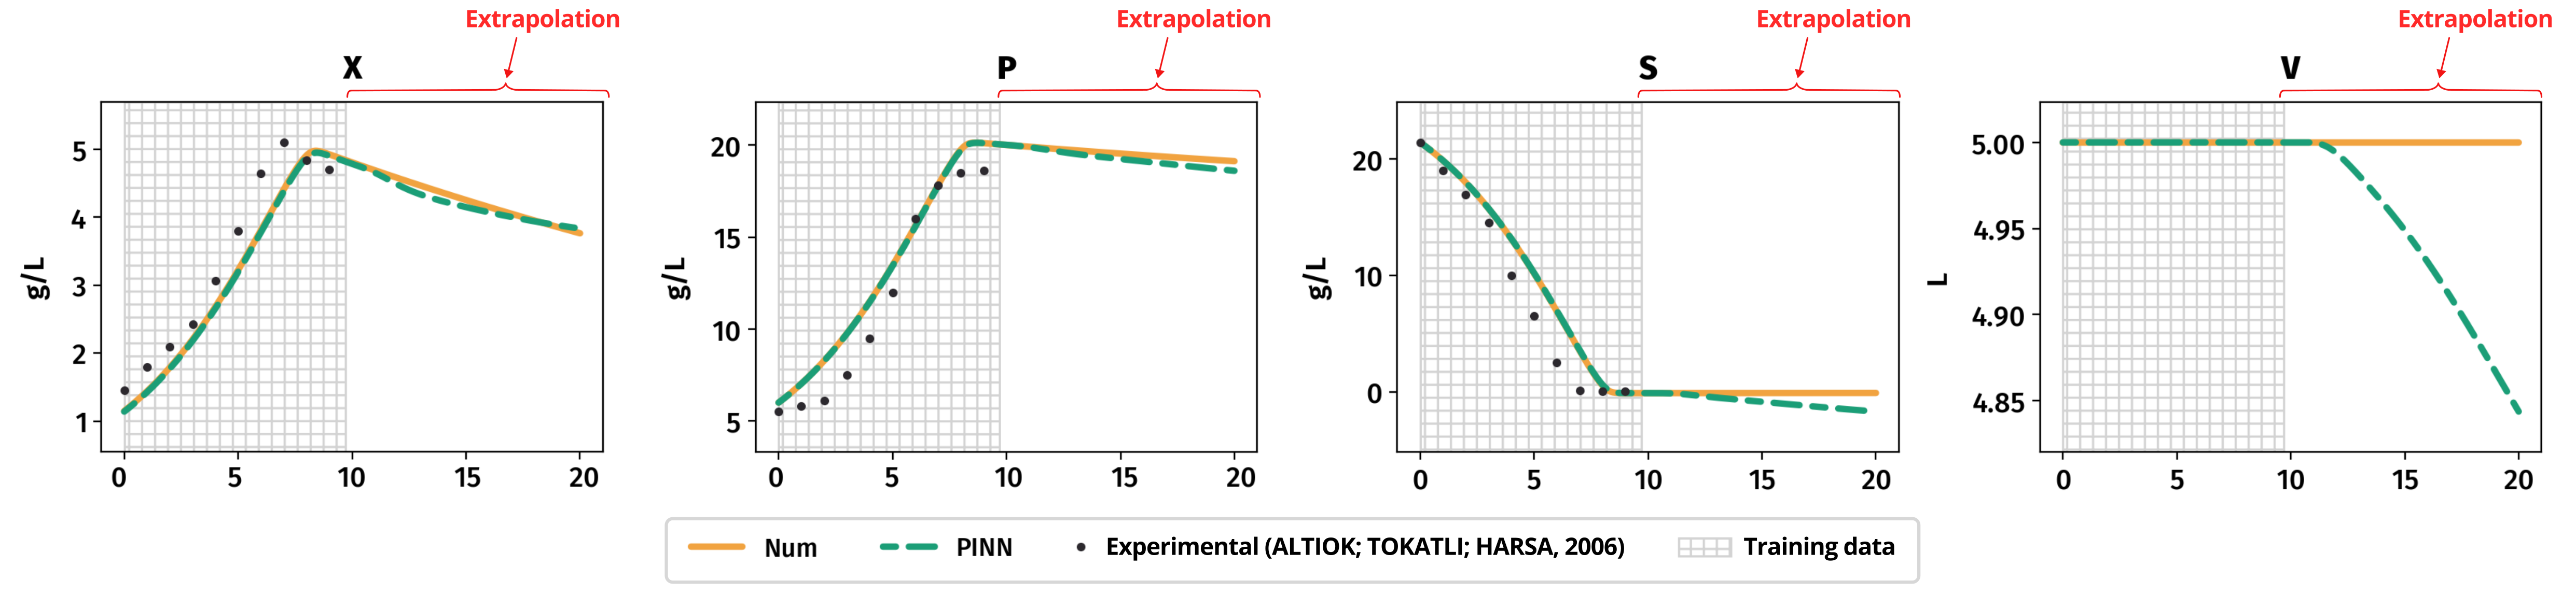 Extrapolation
Extrapolation
Extrapolation
Extrapolation
X
P
S
V
g/L
5
4
3
2
1
0 5 10 15 20
g/L
20
15
10
5
0 5 10 15 20
g/L
20
10
0
0 5 10 15 20
L
5.00
4.95
4.90
4.85
0 5 10 15 20
Num PINN Experimental (ALTIOK; TOKATLI; HARSA, 2006) Training data